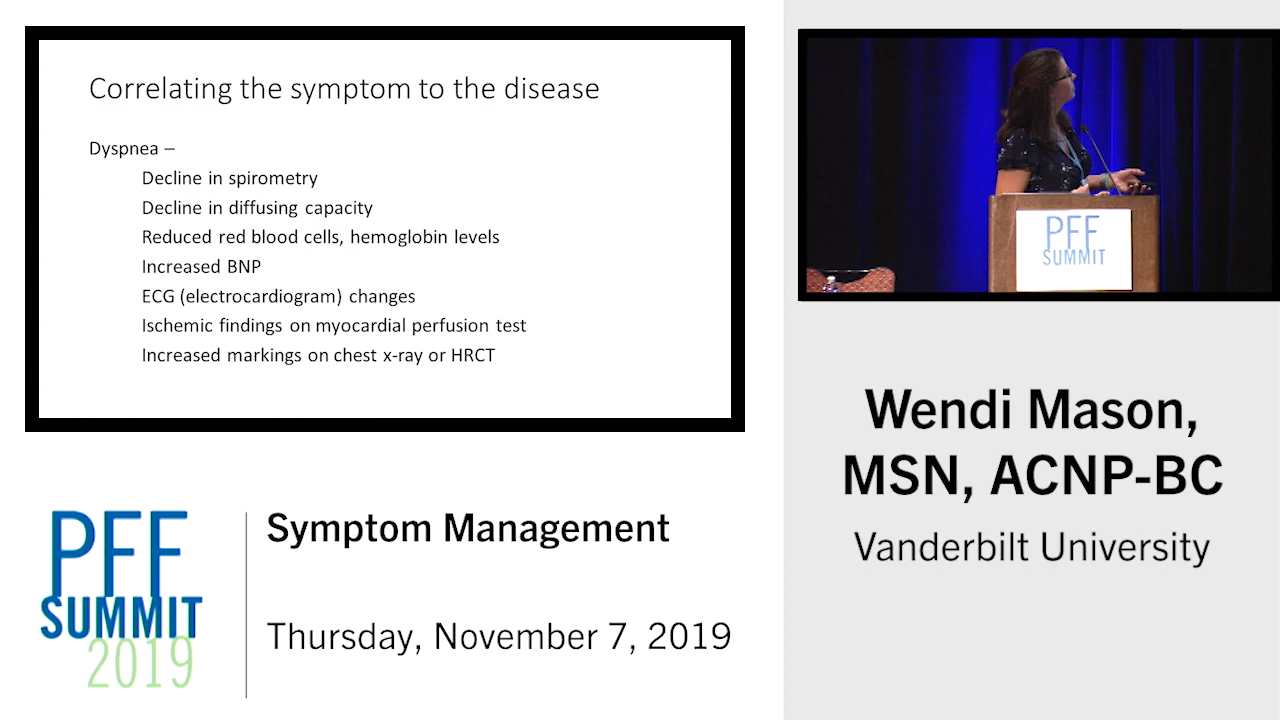 Correlating the symptom to the disease
Dyspnea –
Decline in spirometry
Decline in diffusing capacity
Reduced red blood cells, hemoglobin levels
Increased BNP
ECG (electrocardiogram) changes
Ischemic findings on myocardial perfusion test
Increased markings on chest x-ray or HRCT
PFF
SUMMIT
Wendi Mason,
MSN, ACNP-BC
Vanderbilt University
PFF
SUMMIT
2019
Symptom Management
Thursday, November 7, 2019